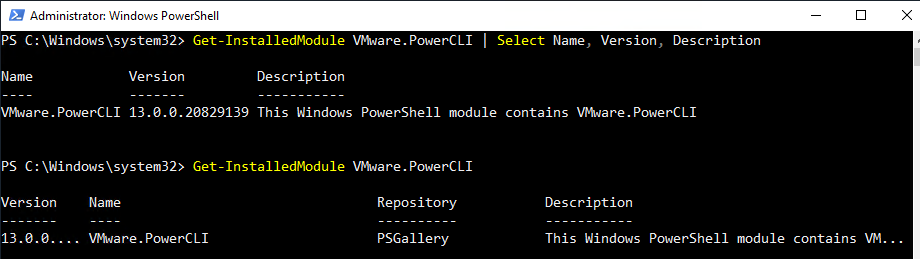 Administrator: Windows PowerShell
PS C:\Windows\system32> Get-InstalledModule VMware.PowerCLI | Select Name, Version, Description
Name            Version         Description
----            -------         -----------
VMware.PowerCLI 13.0.0.20829139 This Windows PowerShell module contains VMware.PowerCLI
PS C:\Windows\system32> Get-InstalledModule VMware.PowerCLI
Version    Name                                Repository           Description
-------    ----                                ----------           -----------
13.0.0.... VMware.PowerCLI                     PSGallery            This Windows PowerShell module contains VM...